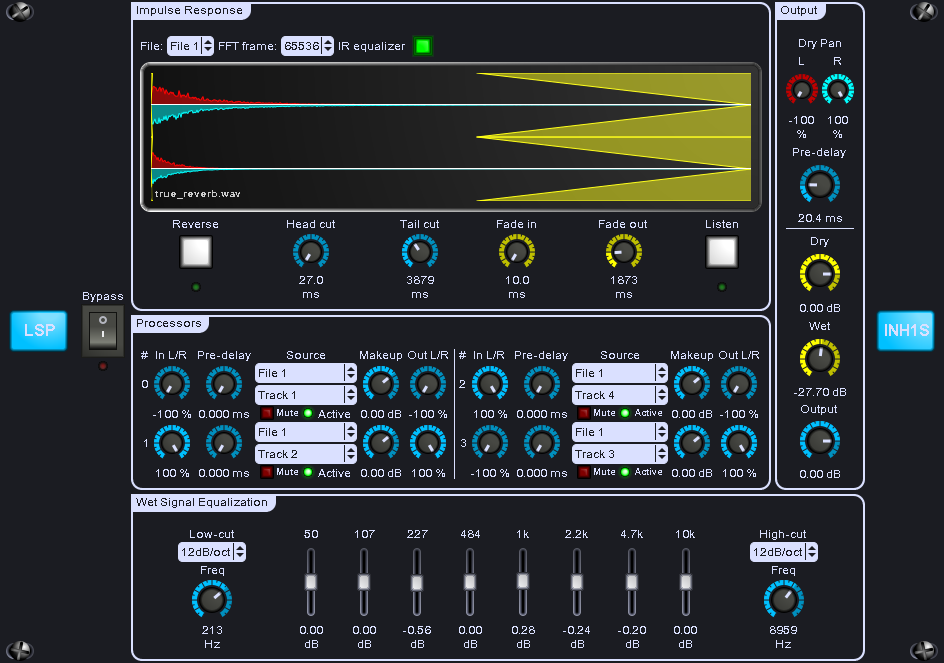 Impulse Response
File: File 1 FFT frame: 65536 IR equalizer
true_reverb.wav
Reverse Head cut Tail cut Fade in Fade out Listen
27.0 3879 10.0 1873
ms ms ms ms
Output
Dry Pan
L R
-100 100
% %
Pre-delay
20.4 ms
Dry
0.00 dB
Wet
-27.70 dB
Output
0.00 dB
Bypass
LSP
INH1S
Processors
# In L/R Pre-delay Source Makeup Out L/R # In L/R Pre-delay Source Makeup Out L/R
0 File 1 2 File 1
Track 1 Track 4
-100 % 0.000 ms Mute Active 0.00 dB -100 % 100 % 0.000 ms Mute Active 0.00 dB -100 %
1 File 1 3 File 1
Track 2 Track 3
100 % 0.000 ms Mute Active 0.00 dB 100 % -100 % 0.000 ms Mute Active 0.00 dB 100 %
Wet Signal Equalization
Low-cut 50 107 227 484 1k 2.2k 4.7k 10k High-cut
12dB/oct 12dB/oct
Freq Freq
213 0.00 0.00 -0.56 0.00 0.28 -0.24 -0.20 0.00 8959
Hz dB dB dB dB dB dB dB dB Hz